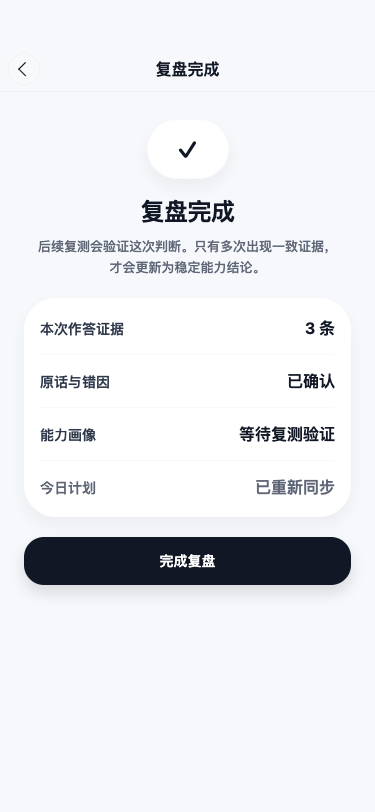 复盘完成
复盘完成
后续复测会验证这次判断。只有多次出现一致证据，
才会更新为稳定能力结论。
本次作答证据 3 条
原话与错因 已确认
能力画像 等待复测验证
今日计划 已重新同步
完成复盘